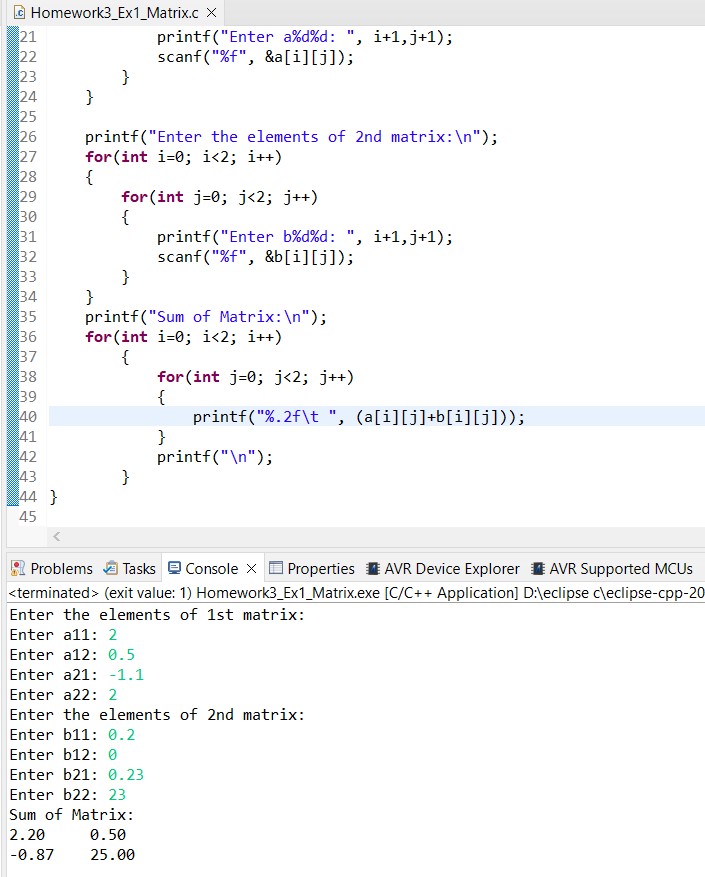 Homework3_Ex1_Matrix.c
21 printf("Enter a%d%d: ", i+1,j+1);
22 scanf("%f", &a[i][j]);
23 }
24 }
25
26 printf("Enter the elements of 2nd matrix:\n");
27 for(int i=0; i<2; i++)
28 {
29 for(int j=0; j<2; j++)
30 {
31 printf("Enter b%d%d: ", i+1,j+1);
32 scanf("%f", &b[i][j]);
33 }
34 }
35 printf("Sum of Matrix:\n");
36 for(int i=0; i<2; i++)
37 {
38 for(int j=0; j<2; j++)
39 {
40 printf("%.2f\t ", (a[i][j]+b[i][j]));
41 }
42 printf("\n");
43 }
44 }
45
Problems Tasks Console Properties AVR Device Explorer AVR Supported MCUs
<terminated> (exit value: 1) Homework3_Ex1_Matrix.exe [C/C++ Application] D:\eclipse c\eclipse-cpp-20
Enter the elements of 1st matrix:
Enter a11: 2
Enter a12: 0.5
Enter a21: -1.1
Enter a22: 2
Enter the elements of 2nd matrix:
Enter b11: 0.2
Enter b12: 0
Enter b21: 0.23
Enter b22: 23
Sum of Matrix:
2.20 0.50
-0.87 25.00